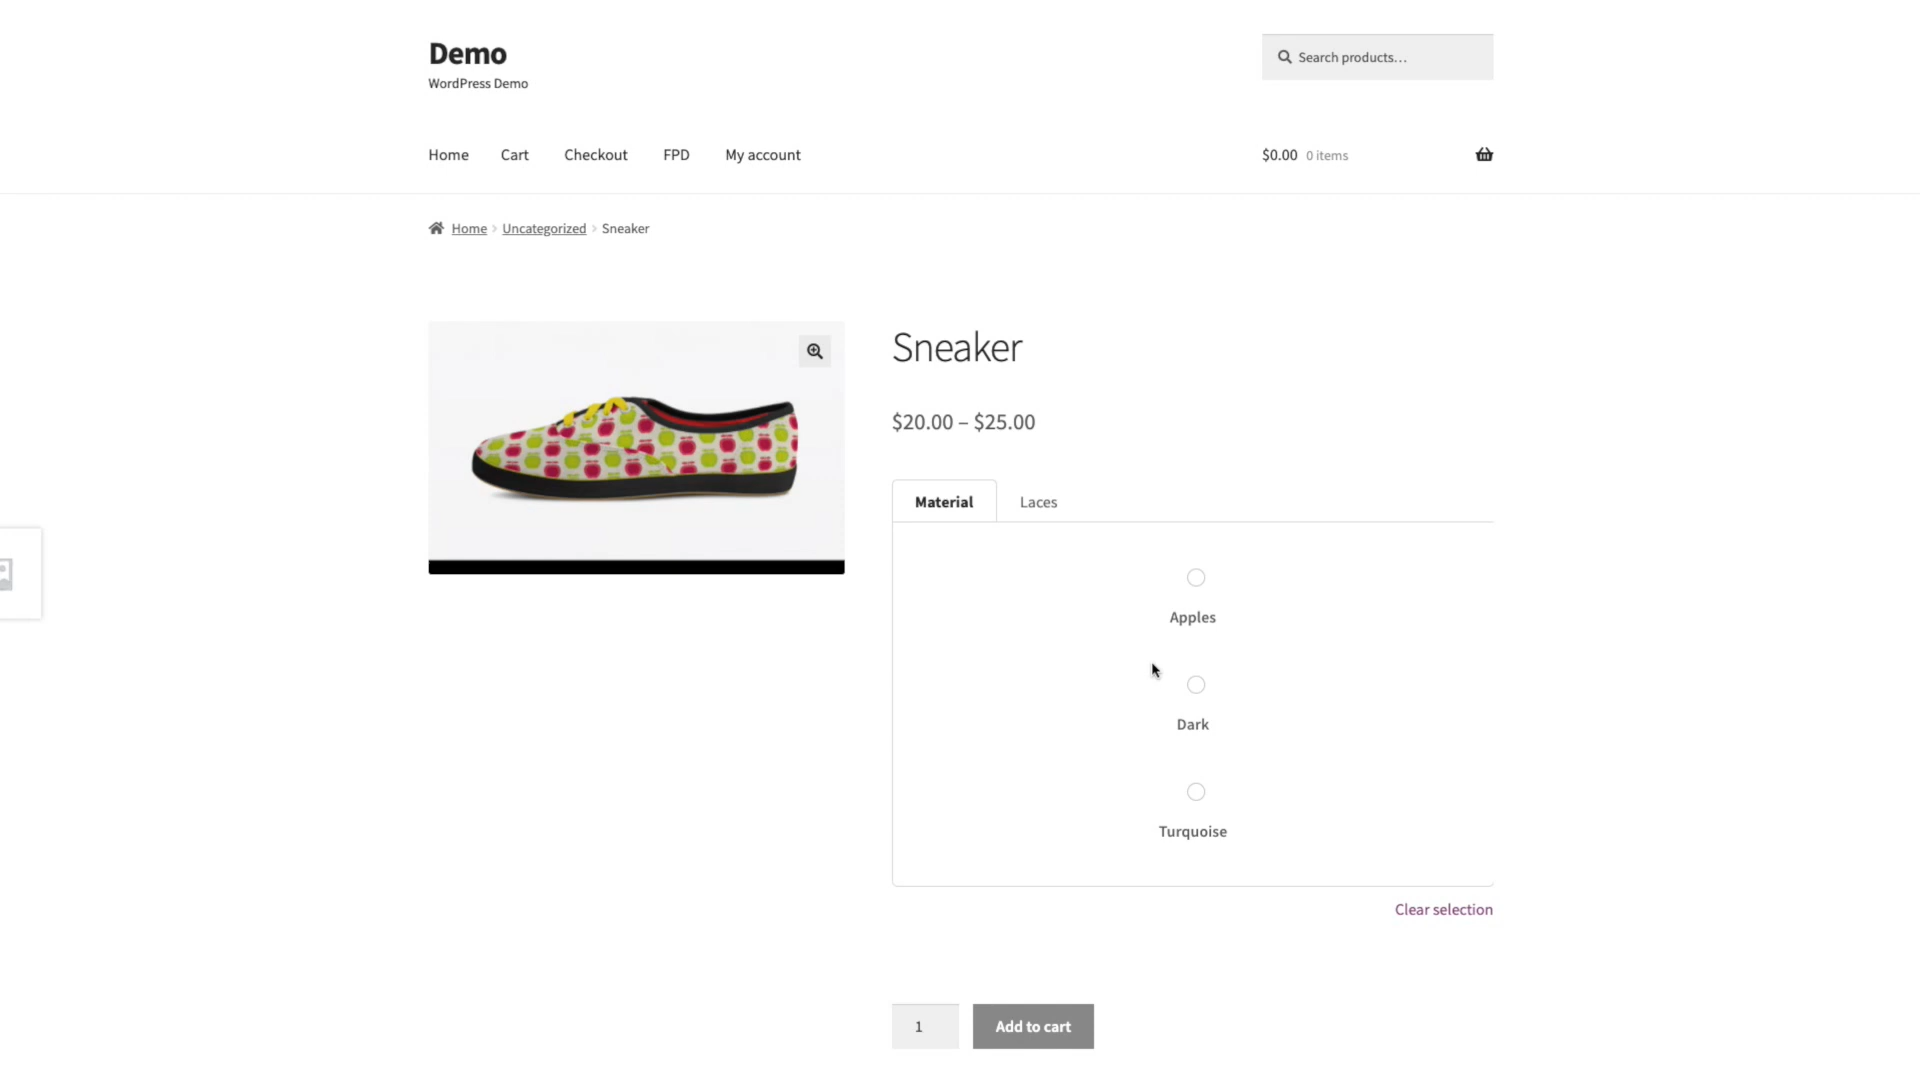 Demo
WordPress Demo
Search products…
Home Cart Checkout FPD My account
$0.00 0 items
Home Uncategorized Sneaker
Sneaker
$20.00 – $25.00
Material Laces
Apples
Dark
Turquoise
Clear selection
1 Add to cart